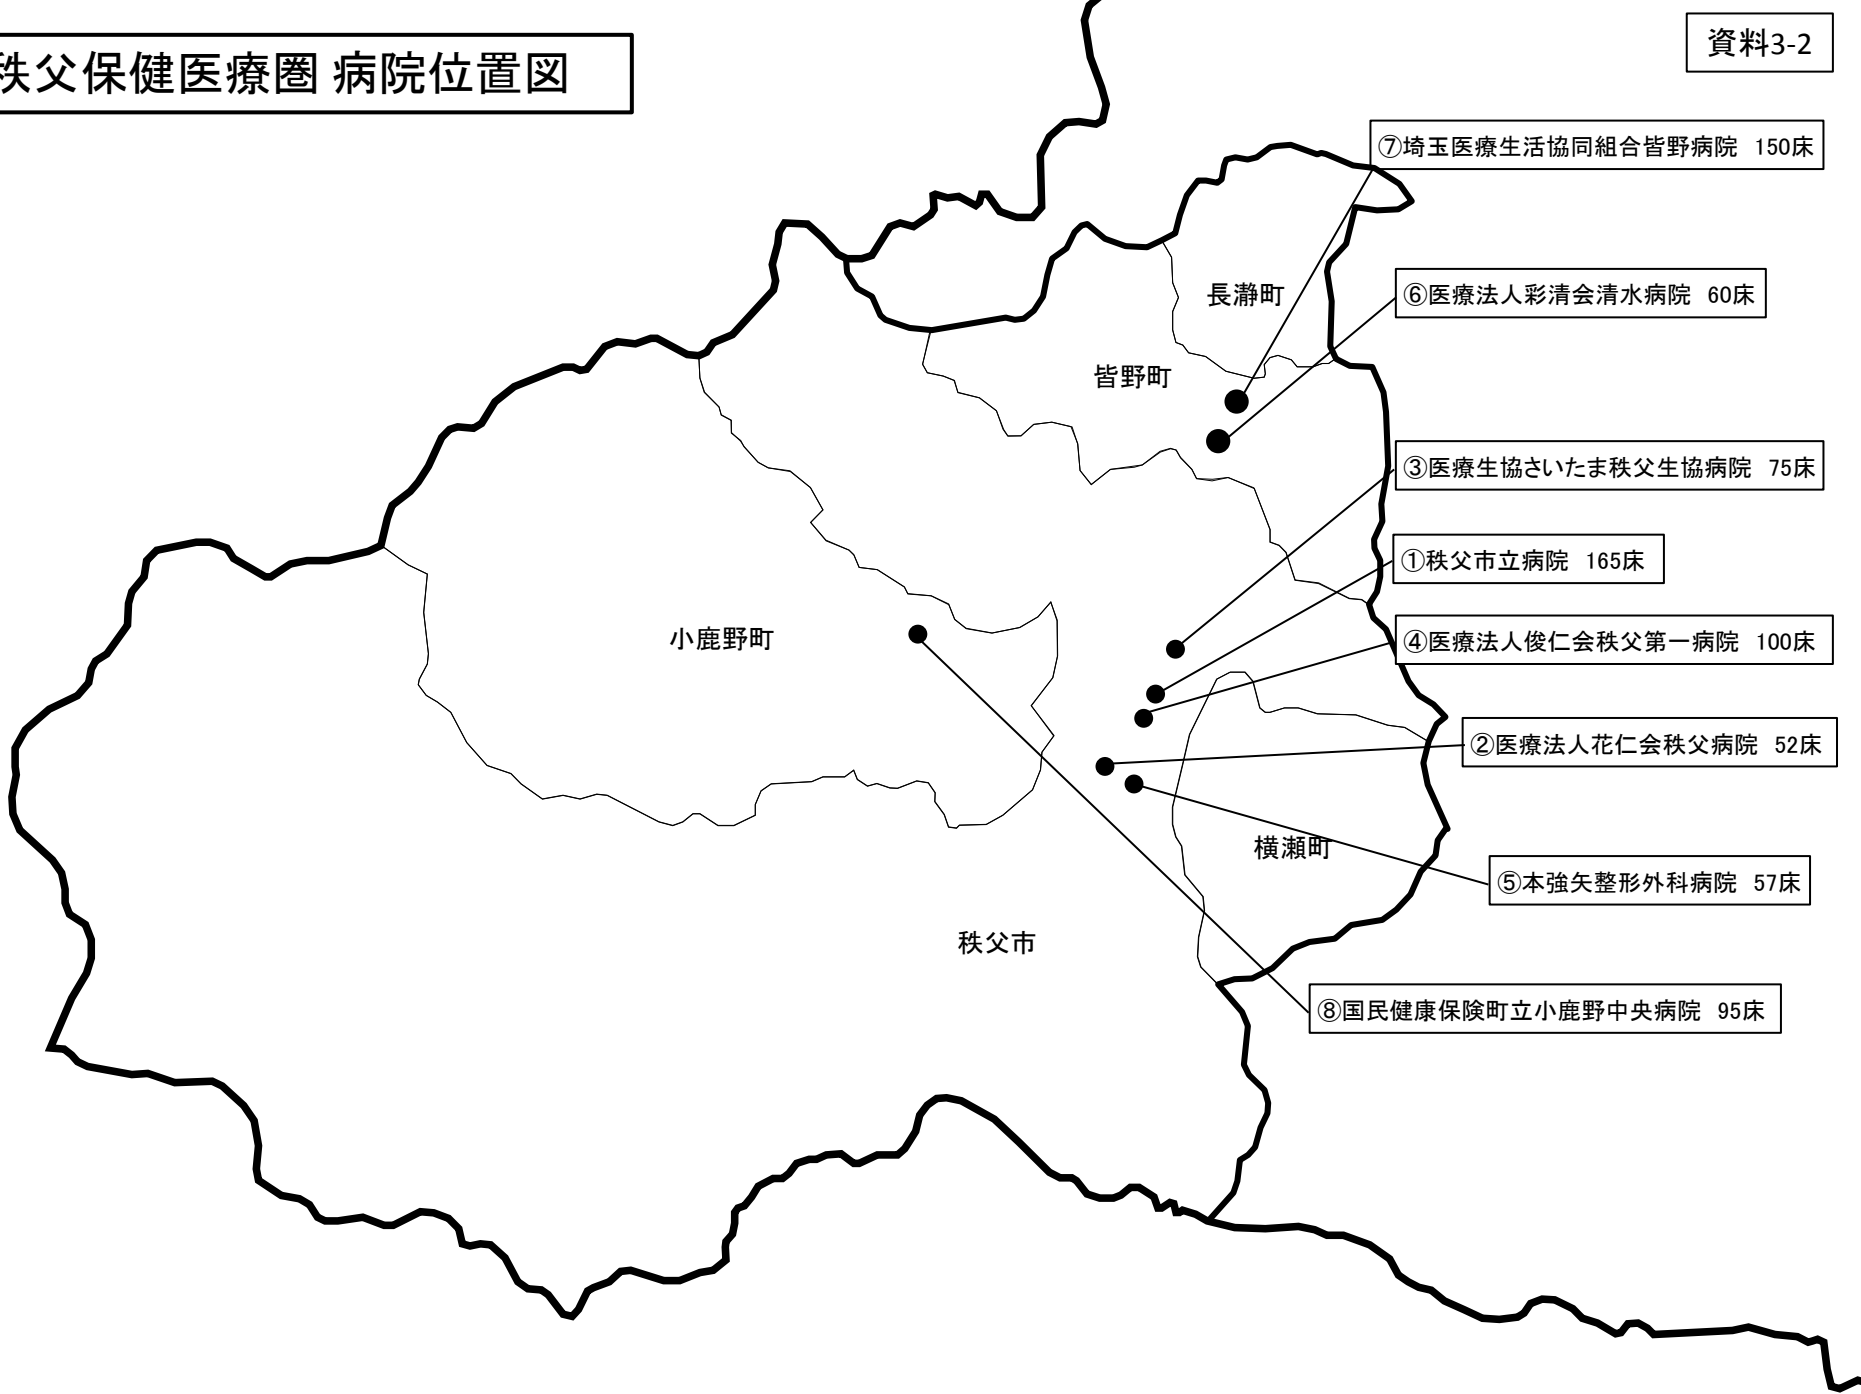 秩父保健医療圏 病院位置図
資料3-2
⑦埼玉医療生活協同組合皆野病院 150床
長瀞町
⑥医療法人彩清会清水病院 60床
皆野町
③医療生協さいたま秩父生協病院 75床
①秩父市立病院 165床
小鹿野町
④医療法人俊仁会秩父第一病院 100床
②医療法人花仁会秩父病院 52床
横瀬町
⑤本強矢整形外科病院 57床
秩父市
⑧国民健康保険町立小鹿野中央病院 95床